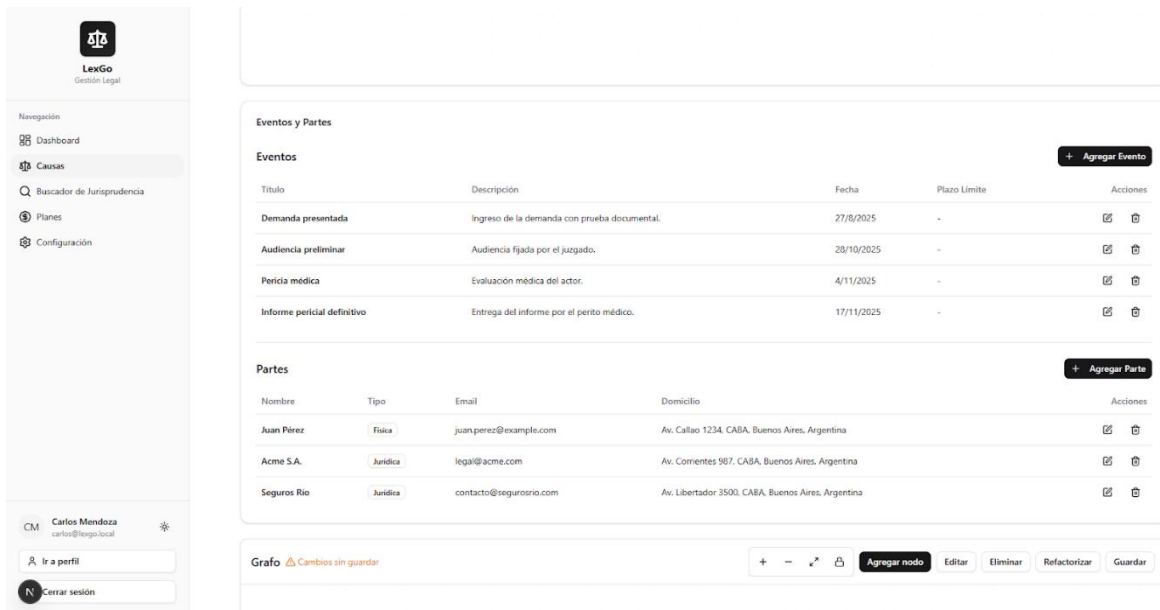 LexGo
Gestión Legal
Navegación
Dashboard
Causas
Buscador de Jurisprudencia
Planes
Configuración
CM
Carlos Mendoza
carlos@lexgo.local
Ir a perfil
N
Cerrar sesión
Eventos y Partes
Eventos
+ Agregar Evento
Título Descripción Fecha Plazo Límite Acciones
Demanda presentada Ingreso de la demanda con prueba documental. 27/8/2025 -
Audiencia preliminar Audiencia fijada por el juzgado. 28/10/2025 -
Pericia médica Evaluación médica del actor. 4/11/2025 -
Informe pericial definitivo Entrega del informe por el perito médico. 17/11/2025 -
Partes
+ Agregar Parte
Nombre Tipo Email Domicilio Acciones
Juan Pérez Física juan.perez@example.com Av. Callao 1234, CABA, Buenos Aires, Argentina
Acme S.A. Jurídica legal@acme.com Av. Corrientes 987, CABA, Buenos Aires, Argentina
Seguros Río Jurídica contacto@segurosrio.com Av. Libertador 3500, CABA, Buenos Aires, Argentina
Grafo Cambios sin guardar
+ − Agregar nodo Editar Eliminar Refactorizar Guardar